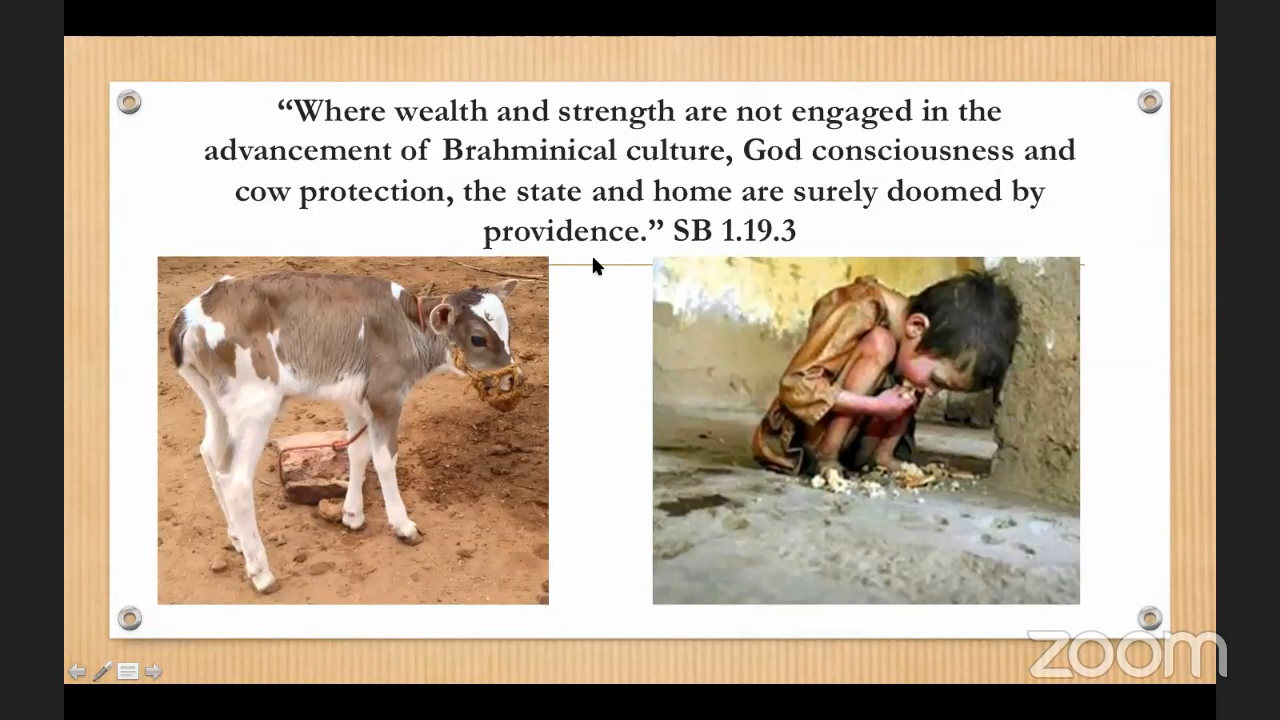 “Where wealth and strength are not engaged in the
advancement of Brahminical culture, God consciousness and
cow protection, the state and home are surely doomed by
providence.” SB 1.19.3
zoom